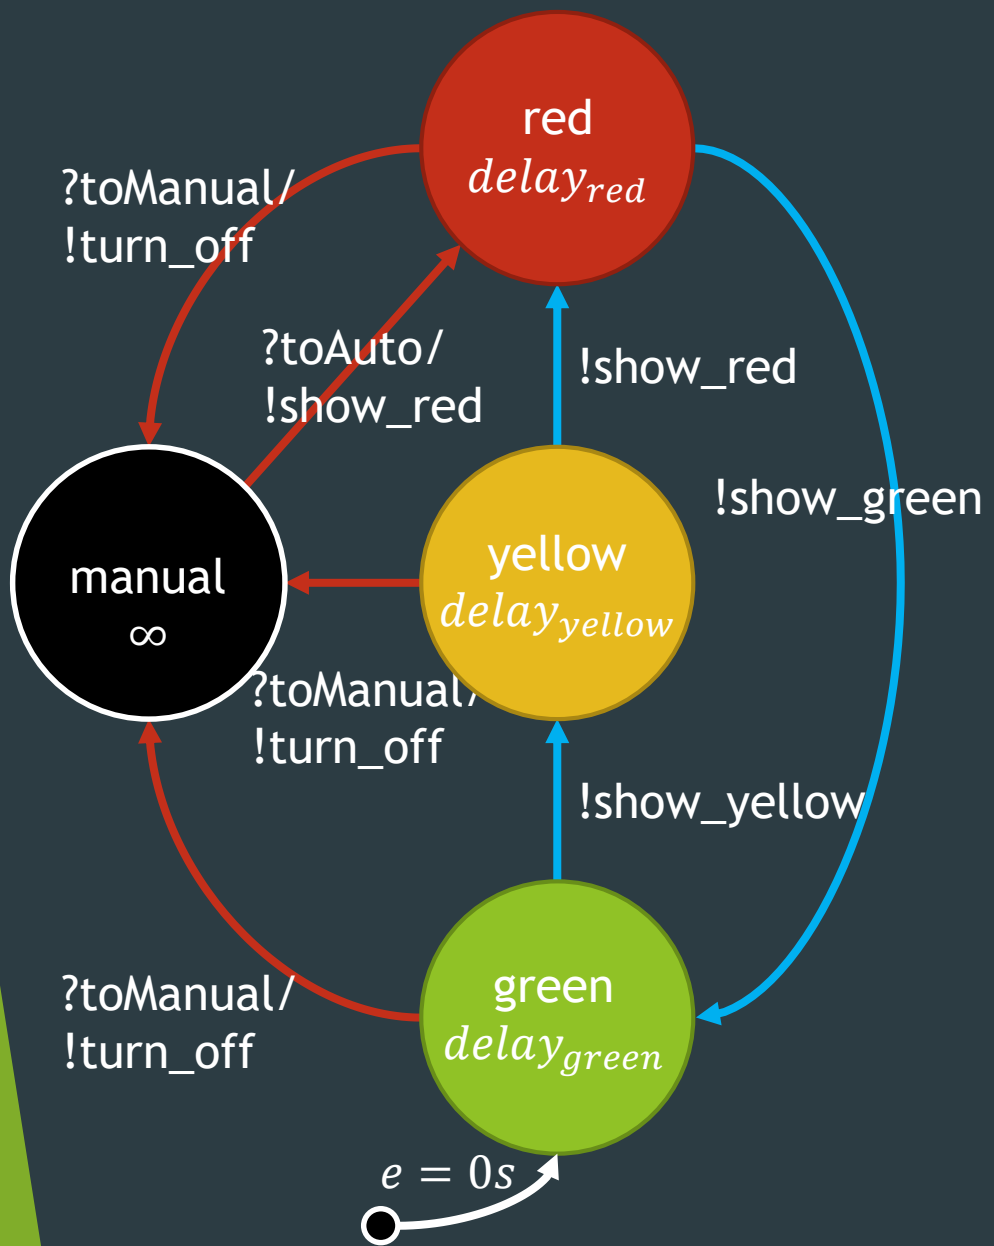 red
delay_red
?toManual/
!turn_off
?toAuto/
!show_red
!show_red
!show_green
manual
∞
yellow
delay_yellow
?toManual/
!turn_off
!show_yellow
?toManual/
!turn_off
green
delay_green
e = 0s